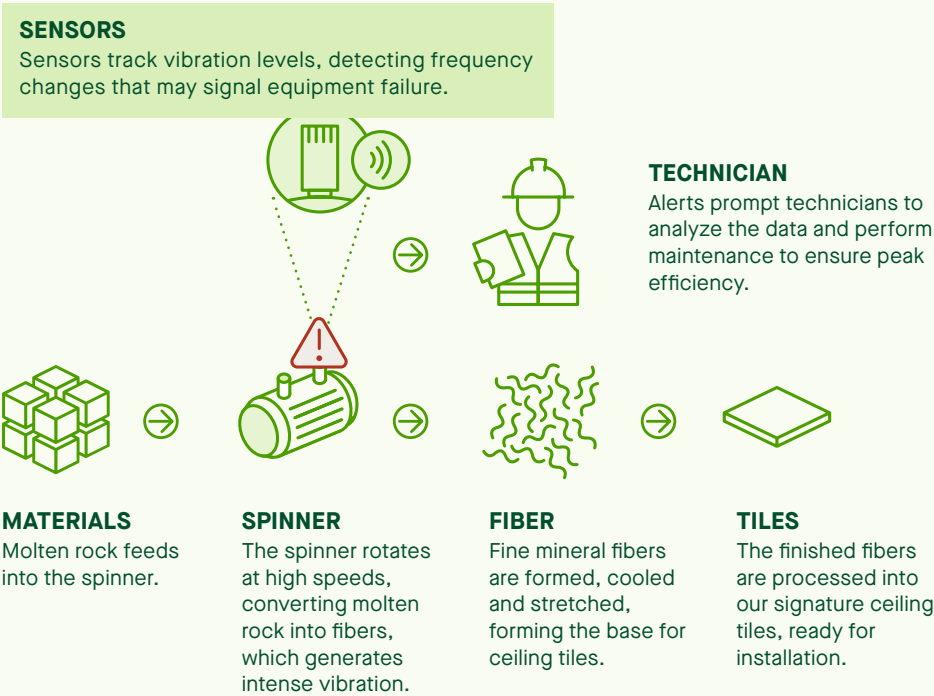 SENSORS
Sensors track vibration levels, detecting frequency
changes that may signal equipment failure.
TECHNICIAN
Alerts prompt technicians to
analyze the data and perform
maintenance to ensure peak
efficiency.
MATERIALS
Molten rock feeds
into the spinner.
SPINNER
The spinner rotates
at high speeds,
converting molten
rock into fibers,
which generates
intense vibration.
FIBER
Fine mineral fibers
are formed, cooled
and stretched,
forming the base for
ceiling tiles.
TILES
The finished fibers
are processed into
our signature ceiling
tiles, ready for
installation.